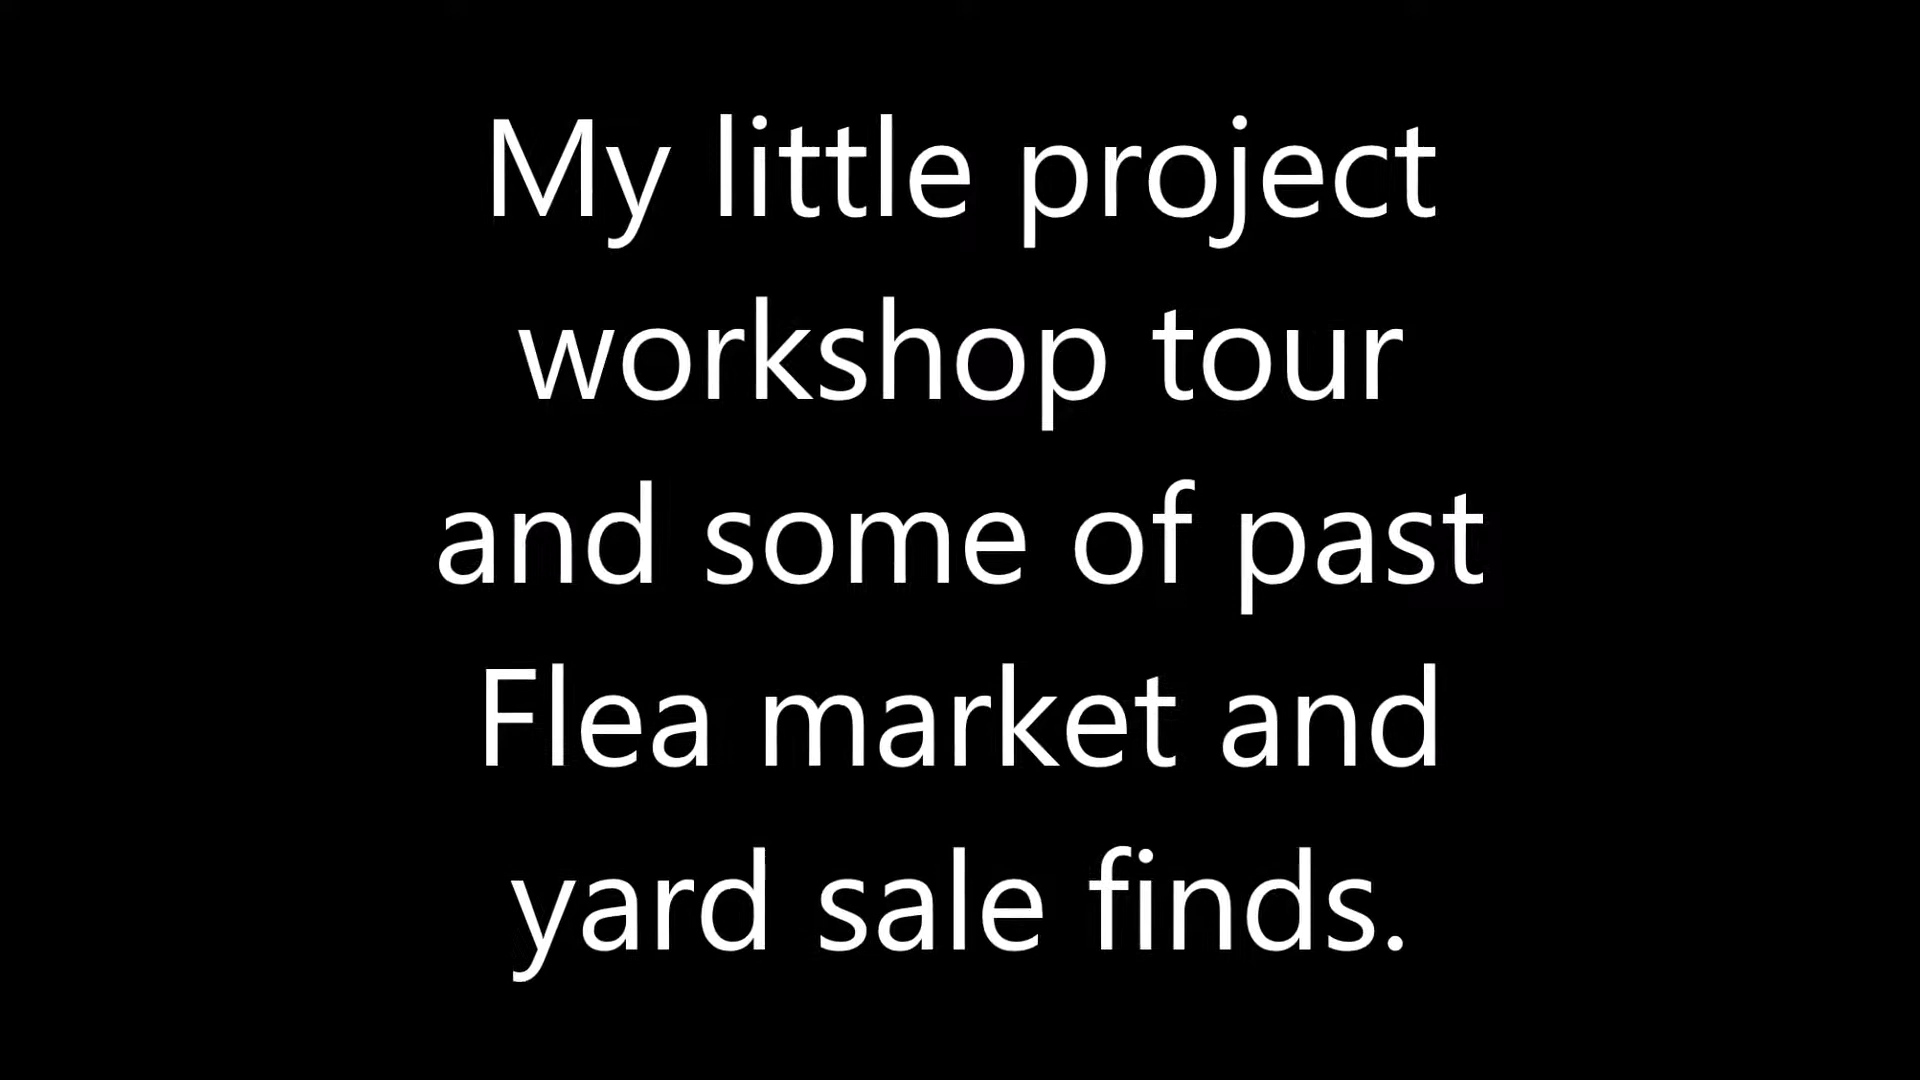 My little project
workshop tour
and some of past
Flea market and
yard sale finds.